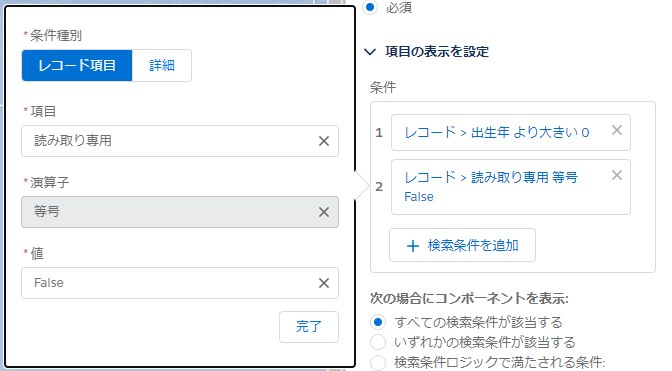 *条件種別
レコード項目
詳細
*項目
読み取り専用
*演算子
等号
*値
False
完了
必須
項目の表示を設定
条件
1 レコード > 出生年 より大きい 0
2 レコード > 読み取り専用 等号
False
+ 検索条件を追加
次の場合にコンポーネントを表示:
すべての検索条件が該当する
いずれかの検索条件が該当する
検索条件ロジックで満たされる条件: